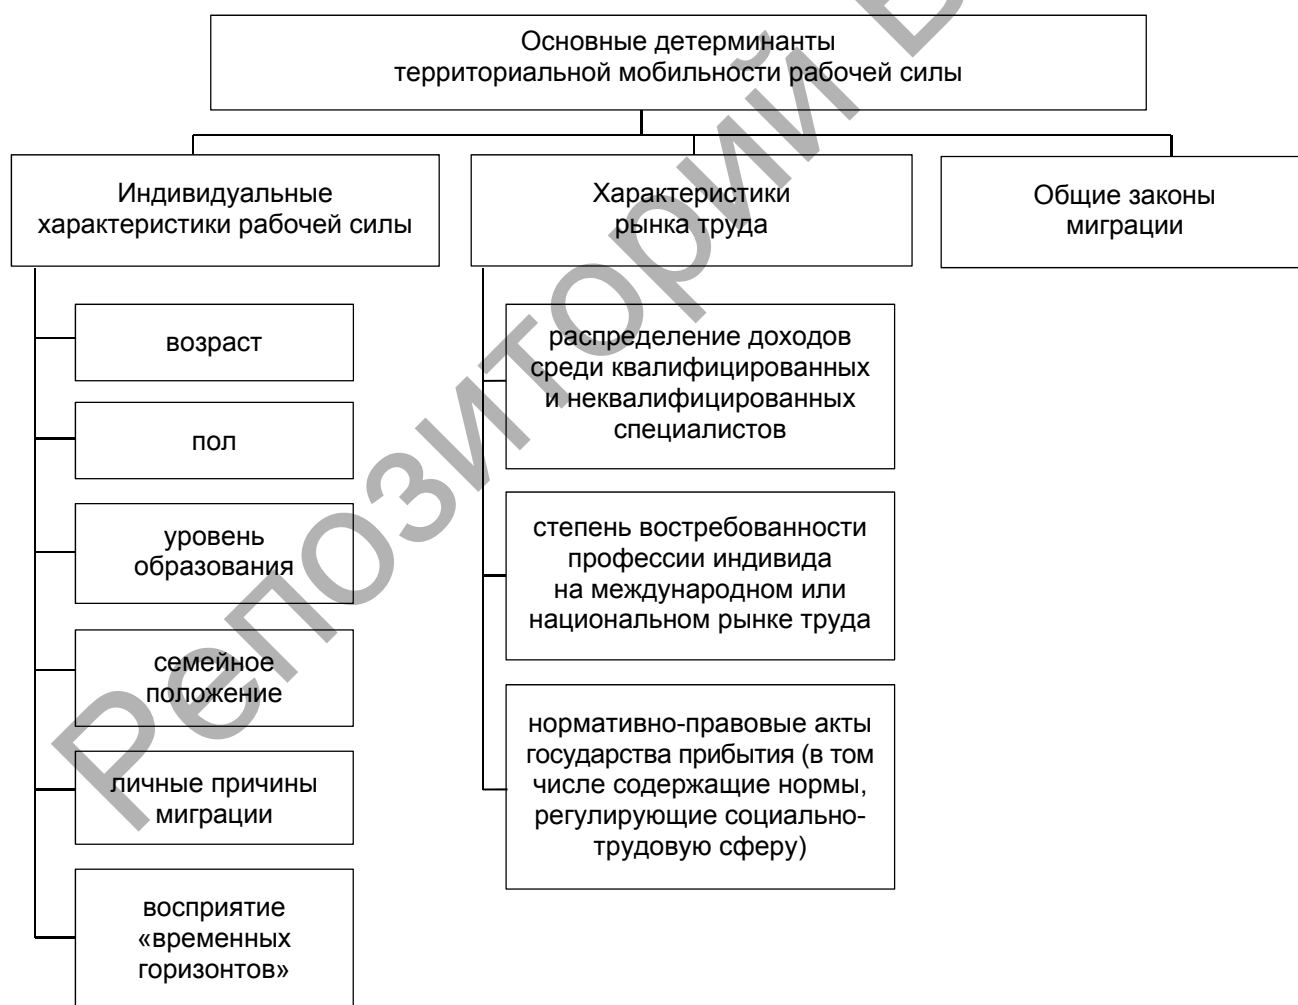 Основные детерминанты
территориальной мобильности рабочей силы
Индивидуальные
характеристики рабочей силы
Характеристики
рынка труда
Общие законы
миграции
возраст
пол
уровень
образования
семейное
положение
личные причины
миграции
восприятие
«временных
горизонтов»
распределение доходов
среди квалифицированных
и неквалифицированных
специалистов
степень востребованности
профессии индивида
на международном или
национальном рынке труда
нормативно-правовые акты
государства прибытия (в том
числе содержащие нормы,
регулирующие социально-
трудовую сферу)
Репозиторий